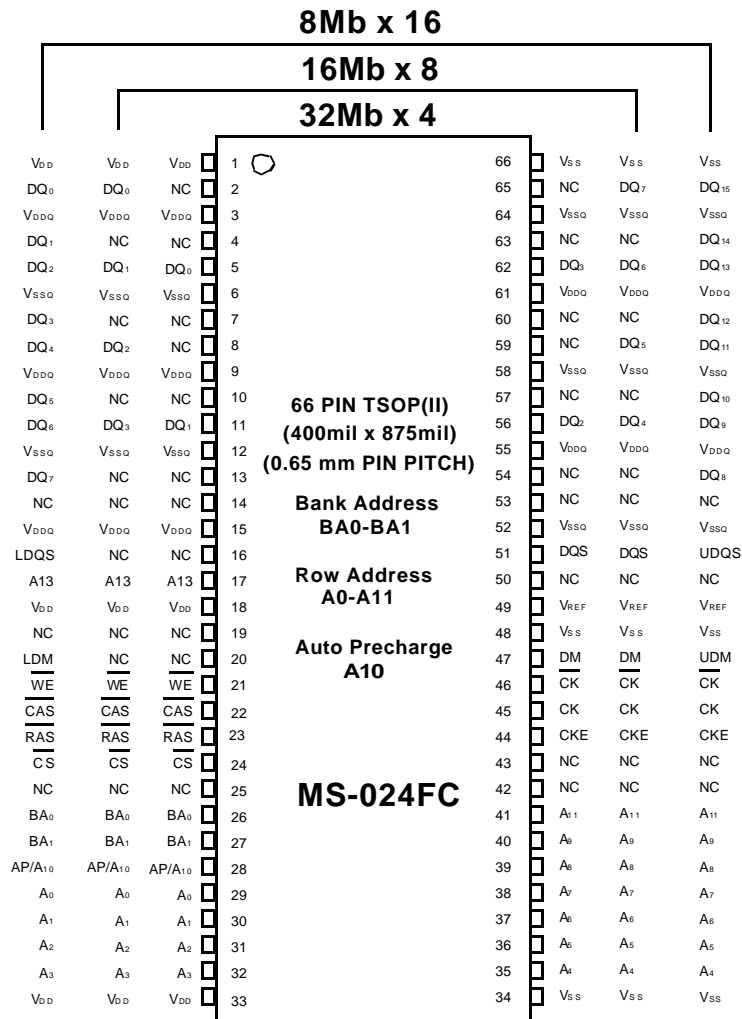 8Mb x 16
16Mb x 8
32Mb x 4
VDD VDD VDD 1 66 VSS VSS VSS
DQ0 DQ0 NC 2 65 NC DQ7 DQ15
VDDQ VDDQ VDDQ 3 64 VSSQ VSSQ VSSQ
DQ1 NC NC 4 63 NC NC DQ14
DQ2 DQ1 DQ0 5 62 DQ3 DQ6 DQ13
VSSQ VSSQ VSSQ 6 61 VDDQ VDDQ VDDQ
DQ3 NC NC 7 60 NC NC DQ12
DQ4 DQ2 NC 8 59 NC DQ5 DQ11
VDDQ VDDQ VDDQ 9 58 VSSQ VSSQ VSSQ
DQ5 NC NC 10 57 NC NC DQ10
66 PIN TSOP(II)
DQ6 DQ3 DQ1 11 56 DQ2 DQ4 DQ9
(400mil x 875mil)
VSSQ VSSQ VSSQ 12 55 VDDQ VDDQ VDDQ
(0.65 mm PIN PITCH)
DQ7 NC NC 13 54 NC NC DQ8
NC NC NC 14 Bank Address 53 NC NC NC
VDDQ VDDQ VDDQ 15 BA0-BA1 52 VSSQ VSSQ VSSQ
LDQS NC NC 16 51 DQS DQS UDQS
A13 A13 A13 17 Row Address 50 NC NC NC
VDD VDD VDD 18 A0-A11 49 VREF VREF VREF
NC NC NC 19 48 VSS VSS VSS
LDM NC NC 20 Auto Precharge 47 DM DM UDM
A10
WE WE WE 21 46 CK CK CK
CAS CAS CAS 22 45 CK CK CK
RAS RAS RAS 23 44 CKE CKE CKE
CS CS CS 24 43 NC NC NC
NC NC NC 25 MS-024FC 42 NC NC NC
BA0 BA0 BA0 26 41 A11 A11 A11
BA1 BA1 BA1 27 40 A9 A9 A9
AP/A10 AP/A10 AP/A10 28 39 A8 A8 A8
A0 A0 A0 29 38 A7 A7 A7
A1 A1 A1 30 37 A6 A6 A6
A2 A2 A2 31 36 A5 A5 A5
A3 A3 A3 32 35 A4 A4 A4
VDD VDD VDD 33 34 VSS VSS VSS